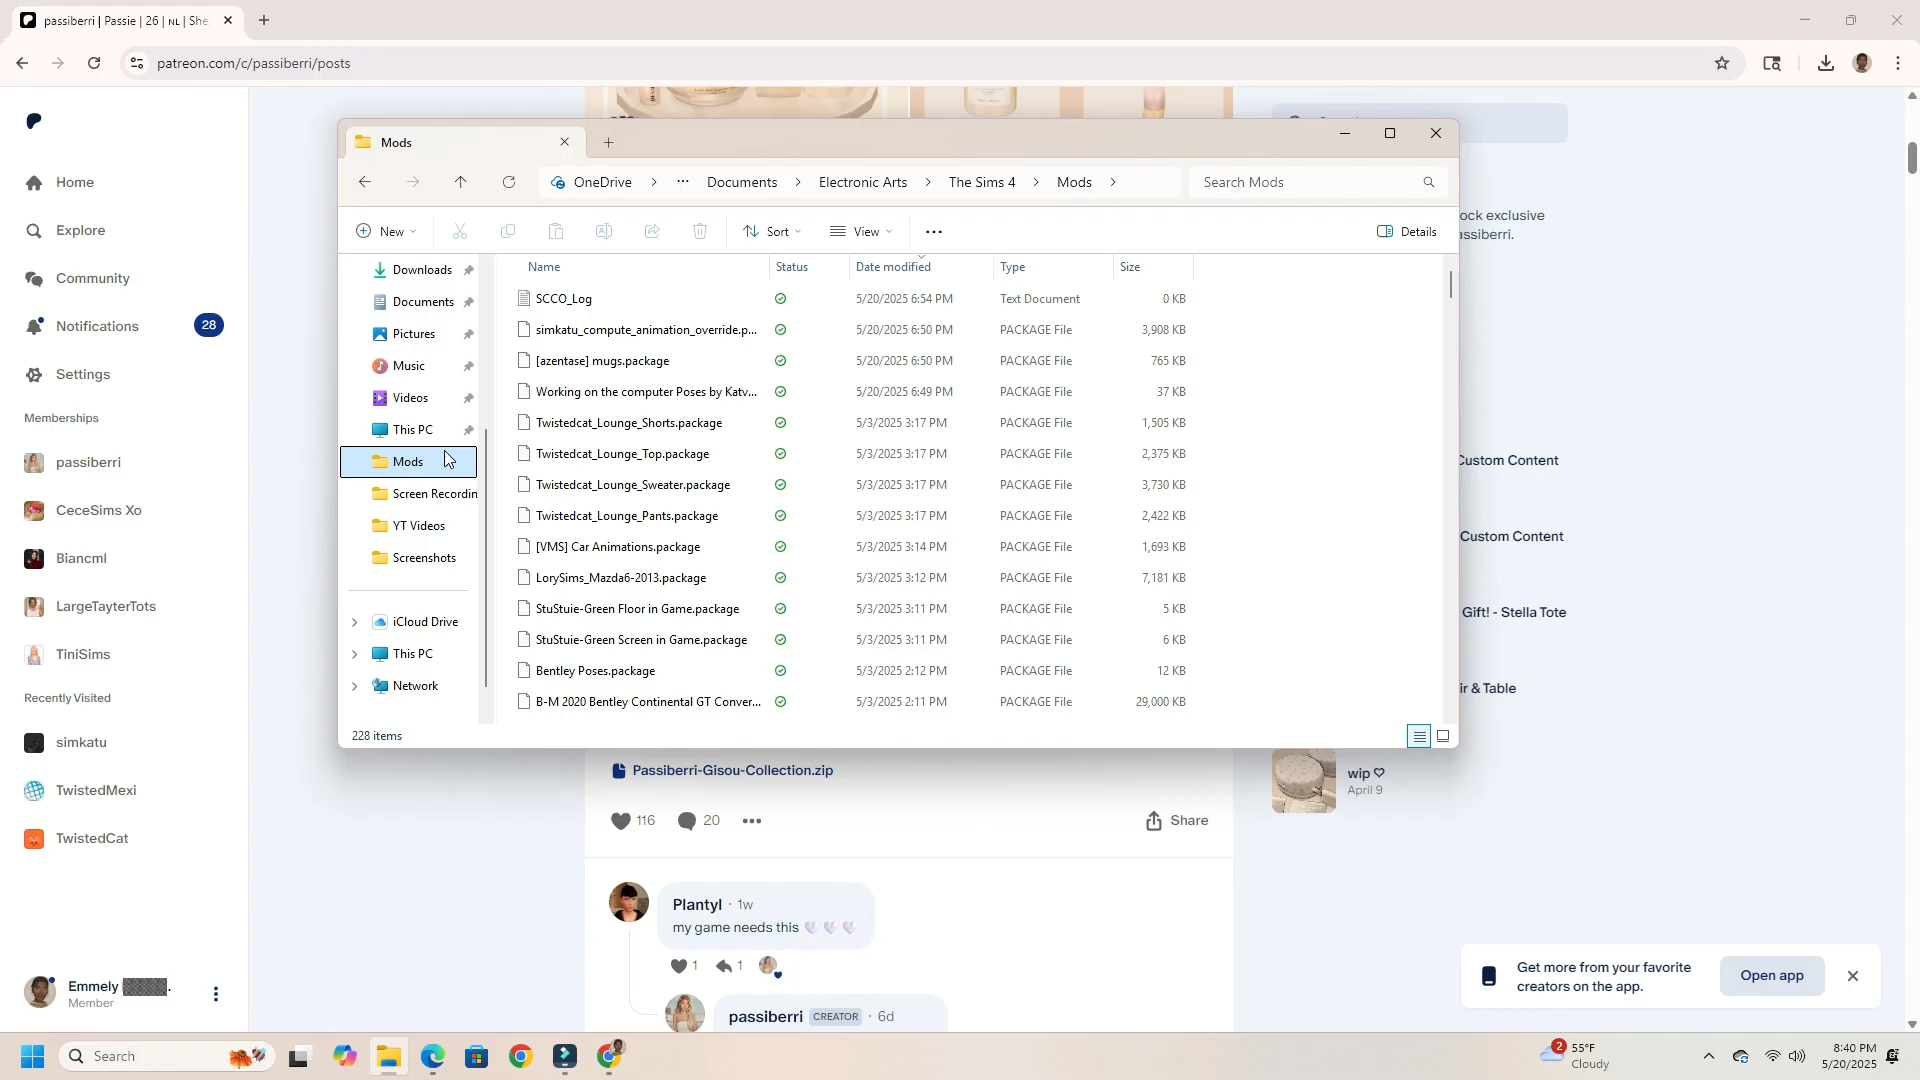 passiberri | Passie | 26 | NL | She
patreon.com/c/passiberri/posts
Home
Explore
Community
Notifications
28
Settings
Memberships
passiberri
CeceSims Xo
Biancml
LargeTayterTots
TiniSims
Recently Visited
simkatu
TwistedMexi
TwistedCat
Emmely
Member
Mods
OneDrive
...
Documents
Electronic Arts
The Sims 4
Mods
Search Mods
New
Sort
View
Details
Downloads
Documents
Pictures
Music
Videos
This PC
Mods
Screen Recordin
YT Videos
Screenshots
iCloud Drive
This PC
Network
Name Status Date modified Type Size
SCCO_Log 5/20/2025 6:54 PM Text Document 0 KB
simkatu_compute_animation_override.p... 5/20/2025 6:50 PM PACKAGE File 3,908 KB
[azentase] mugs.package 5/20/2025 6:50 PM PACKAGE File 765 KB
Working on the computer Poses by Katv... 5/20/2025 6:49 PM PACKAGE File 37 KB
Twistedcat_Lounge_Shorts.package 5/3/2025 3:17 PM PACKAGE File 1,505 KB
Twistedcat_Lounge_Top.package 5/3/2025 3:17 PM PACKAGE File 2,375 KB
Twistedcat_Lounge_Sweater.package 5/3/2025 3:17 PM PACKAGE File 3,730 KB
Twistedcat_Lounge_Pants.package 5/3/2025 3:17 PM PACKAGE File 2,422 KB
[VMS] Car Animations.package 5/3/2025 3:14 PM PACKAGE File 1,693 KB
LorySims_Mazda6-2013.package 5/3/2025 3:12 PM PACKAGE File 7,181 KB
StuStuie-Green Floor in Game.package 5/3/2025 3:11 PM PACKAGE File 5 KB
StuStuie-Green Screen in Game.package 5/3/2025 3:11 PM PACKAGE File 6 KB
Bentley Poses.package 5/3/2025 2:12 PM PACKAGE File 12 KB
B-M 2020 Bentley Continental GT Conver... 5/3/2025 2:11 PM PACKAGE File 29,000 KB
228 items
ock exclusive
assiberri.
Custom Content
Custom Content
Gift! - Stella Tote
ir & Table
wip ♡
April 9
Passiberri-Gisou-Collection.zip
116
20
Share
Plantyl · 1w
my game needs this 🤍🤍🤍
1
1
passiberri CREATOR · 6d
Get more from your favorite
creators on the app.
Open app
Search
2
55°F
Cloudy
8:40 PM
5/20/2025